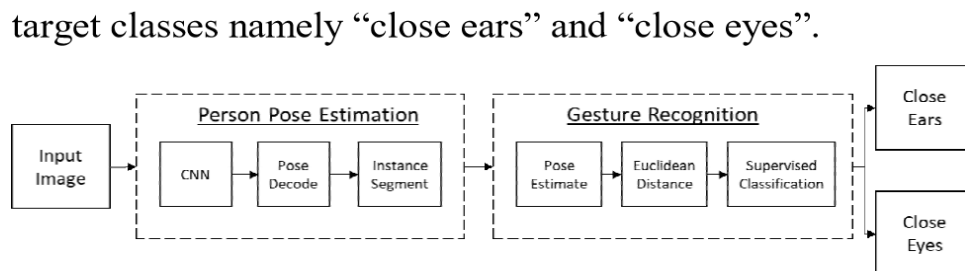 target classes namely “close ears” and “close eyes”.
Input
Image
Person Pose Estimation
CNN
Pose
Decode
Instance
Segment
Gesture Recognition
Pose
Estimate
Euclidean
Distance
Supervised
Classification
Close
Ears
Close
Eyes